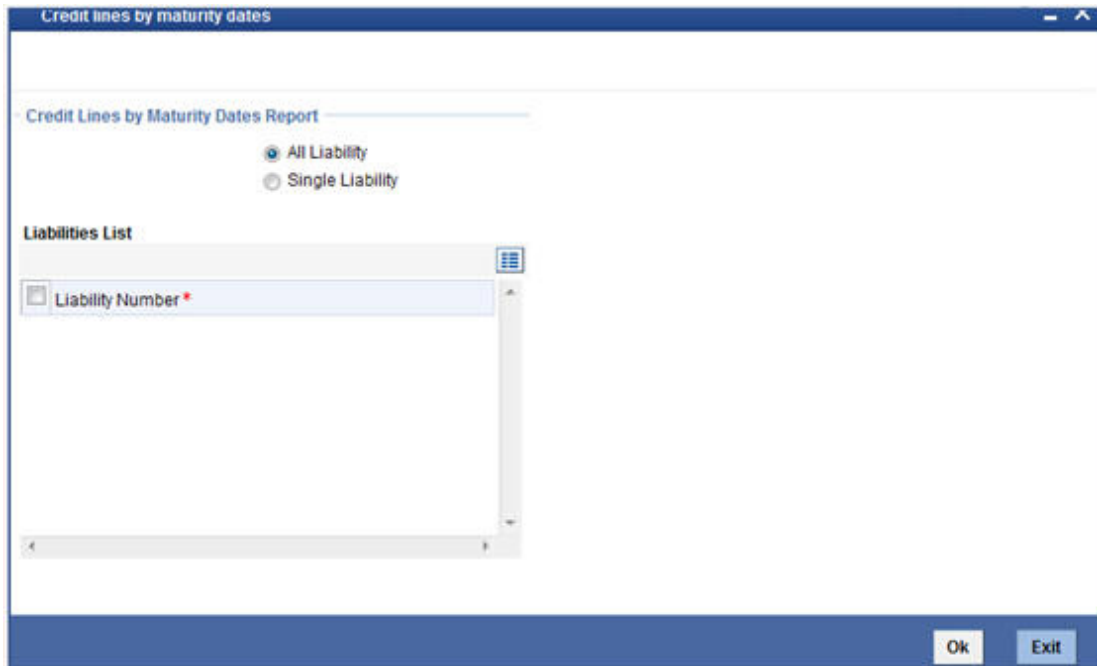 Credit lines by maturity dates
Credit Lines by Maturity Dates Report
All Liability
Single Liability
Liabilities List
Liability Number *
Ok Exit